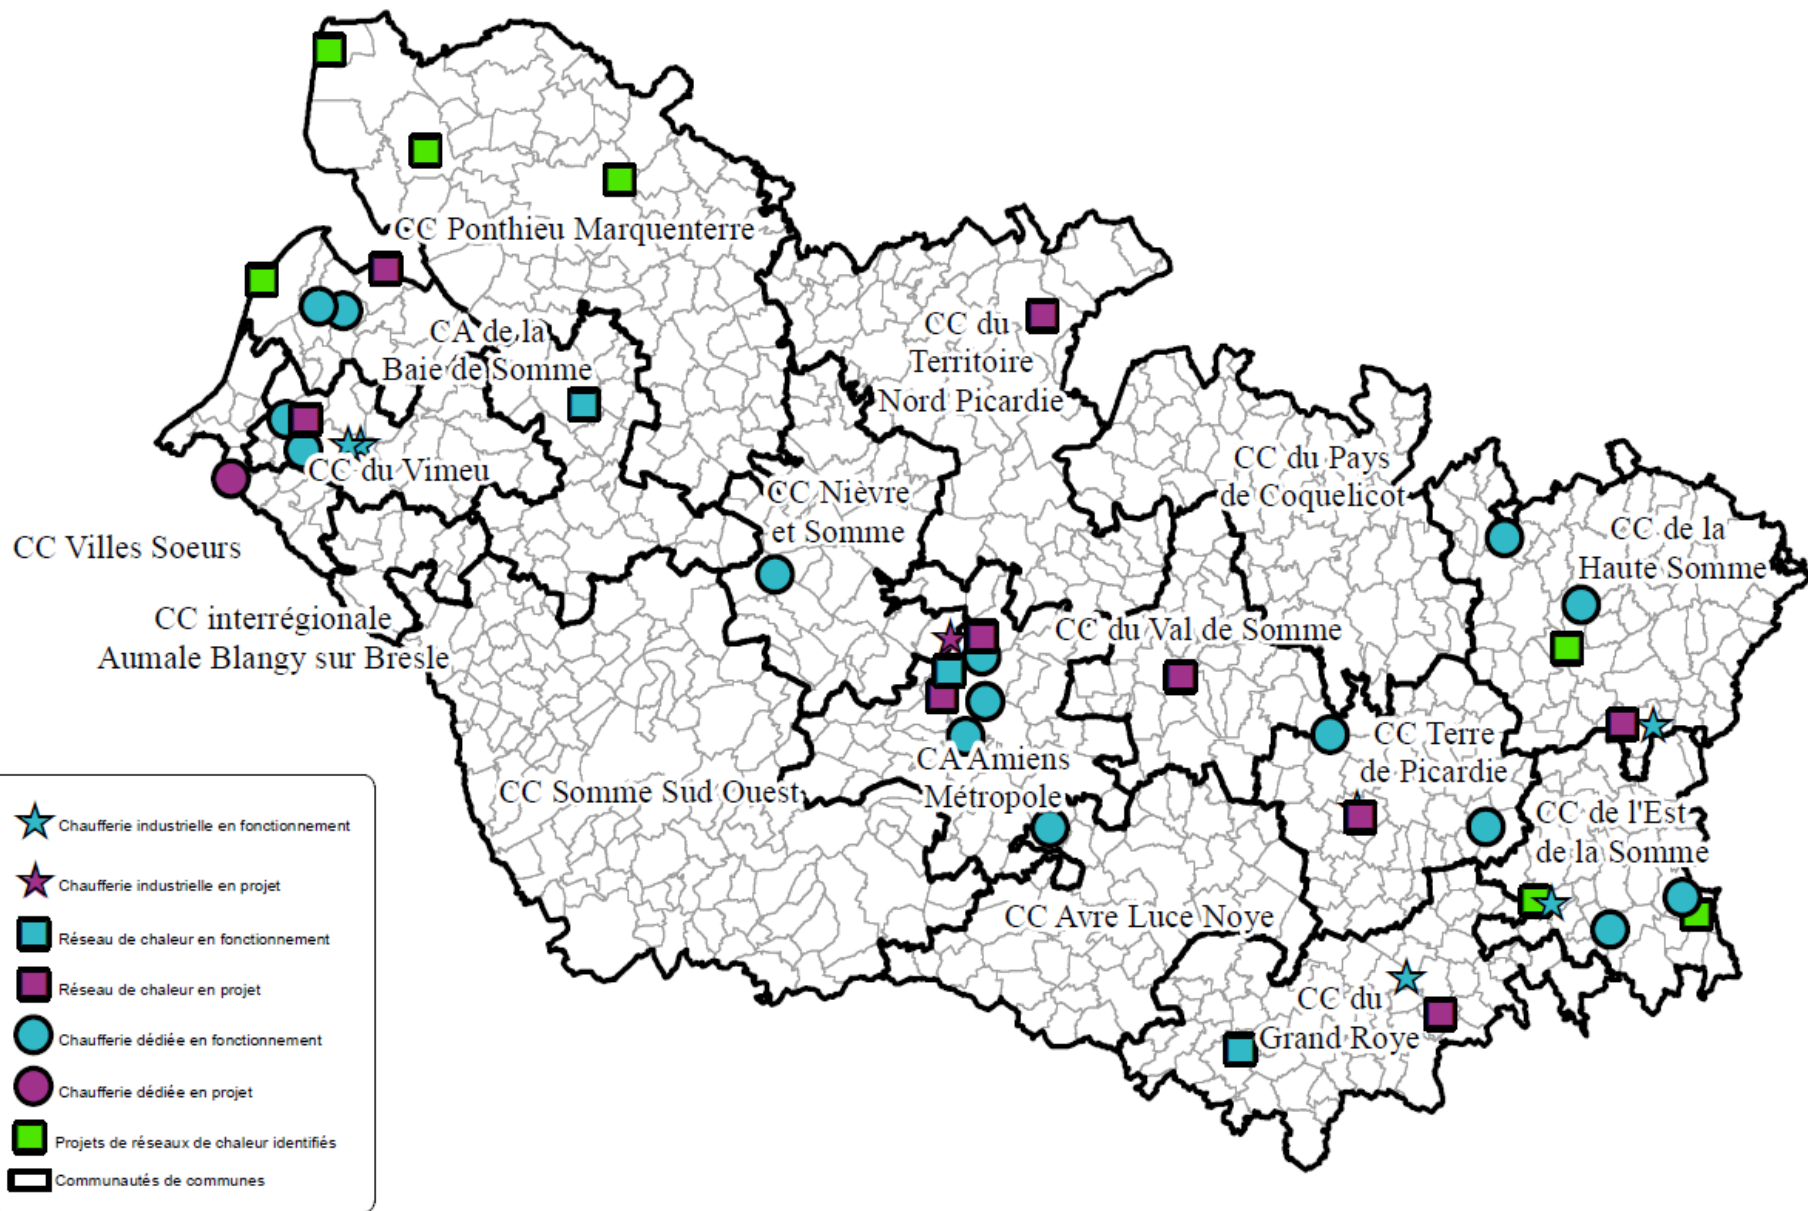 CC Ponthieu Marquenterre
CA de la
Baie de Somme
CC du
Territoire
Nord Picardie
CC du Vimeu
CC Nièvre
et Somme
CC du Pays
de Coquelicot
CC de la
Haute Somme
CC Villes Soeurs
CC interrégionale
Aumale Blangy sur Bresle
CC du Val de Somme
CC Terre
de Picardie
CA Amiens
Métropole
CC Somme Sud Ouest
CC de l'Est
de la Somme
CC Avre Luce Noye
CC du
Grand Roye
Chaufferie industrielle en fonctionnement
Chaufferie industrielle en projet
Réseau de chaleur en fonctionnement
Réseau de chaleur en projet
Chaufferie dédiée en fonctionnement
Chaufferie dédiée en projet
Projets de réseaux de chaleur identifiés
Communautés de communes